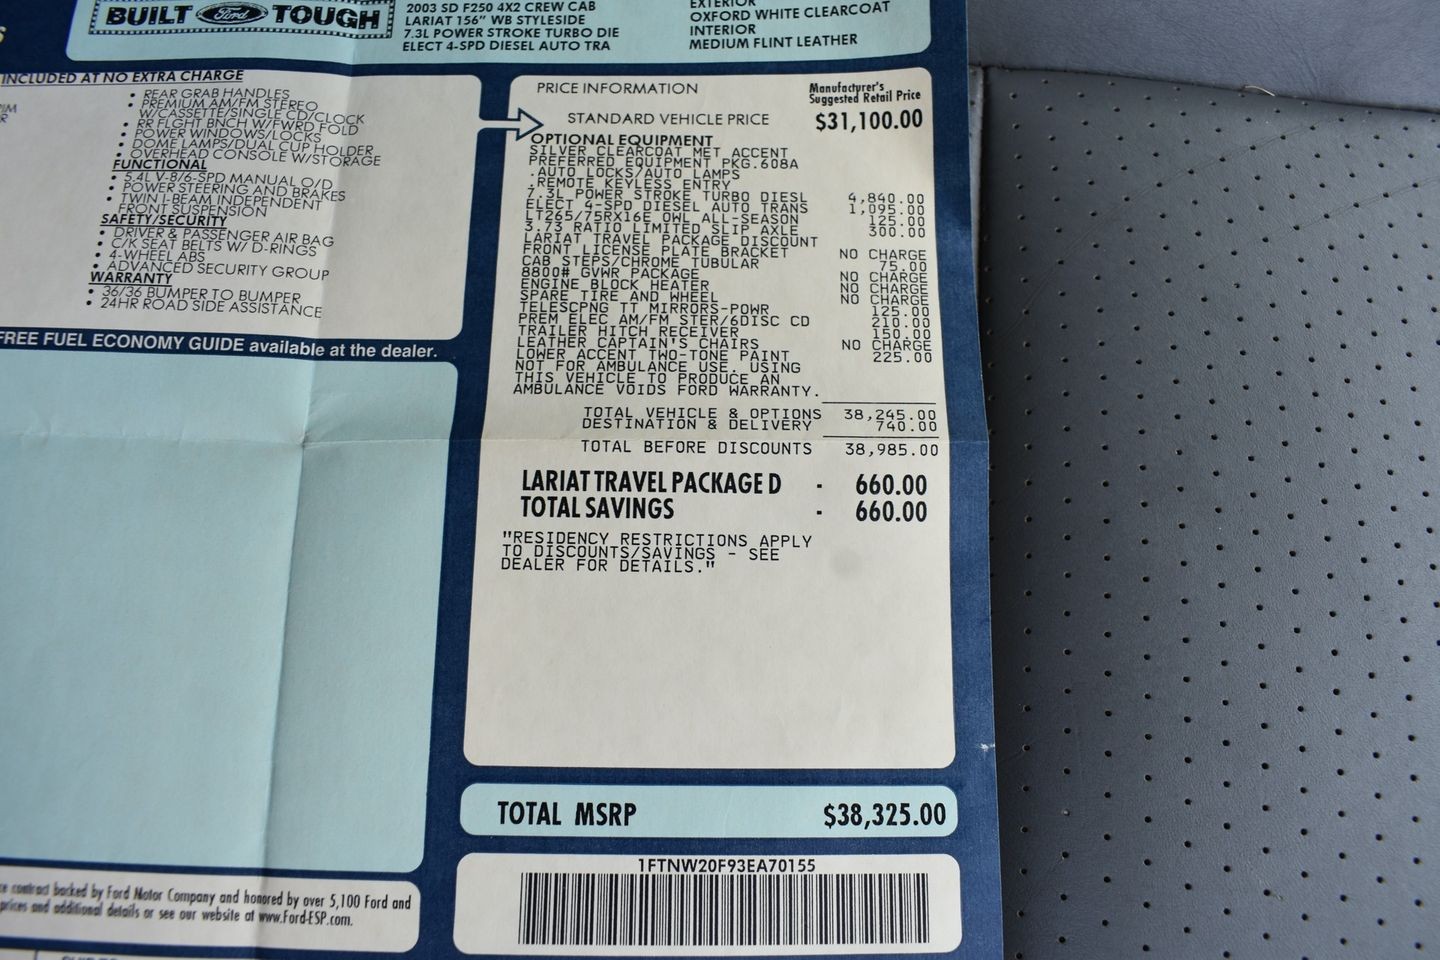 BUILT Ford TOUGH
2003 SD F250 4X2 CREW CAB
LARIAT 156" WB STYLESIDE
7.3L POWER STROKE TURBO DIE
ELECT 4-SPD DIESEL AUTO TRA
EXTERIOR
OXFORD WHITE CLEARCOAT
INTERIOR
MEDIUM FLINT LEATHER
INCLUDED AT NO EXTRA CHARGE
• REAR GRAB HANDLES
• PREMIUM AM/FM STEREO
W/CASSETTE/SINGLE CD/CLOCK
• RR FLGHT BNCH W/FWRD FOLD
• POWER WINDOWS/LOCKS
• DOME LAMPS/DUAL CUP HOLDER
• OVERHEAD CONSOLE W/STORAGE
FUNCTIONAL
• 5.4L V-8/6-SPD MANUAL O/D
• POWER STEERING AND BRAKES
• TWIN I-BEAM INDEPENDENT
FRONT SUSPENSION
SAFETY/SECURITY
• DRIVER & PASSENGER AIR BAG
• C/K SEAT BELTS W/ D-RINGS
• 4-WHEEL ABS
• ADVANCED SECURITY GROUP
WARRANTY
• 36/36 BUMPER TO BUMPER
• 24HR ROAD SIDE ASSISTANCE
FREE FUEL ECONOMY GUIDE available at the dealer.
PRICE INFORMATION
Manufacturer's
Suggested Retail Price
STANDARD VEHICLE PRICE $31,100.00
OPTIONAL EQUIPMENT
SILVER CLEARCOAT MET ACCENT
PREFERRED EQUIPMENT PKG.608A
.AUTO LOCKS/AUTO LAMPS
.REMOTE KEYLESS ENTRY
7.3L POWER STROKE TURBO DIESL 4,840.00
ELECT 4-SPD DIESEL AUTO TRANS 1,095.00
LT265/75RX16E OWL ALL-SEASON 125.00
3.73 RATIO LIMITED SLIP AXLE 300.00
LARIAT TRAVEL PACKAGE DISCOUNT
FRONT LICENSE PLATE BRACKET NO CHARGE
CAB STEPS/CHROME TUBULAR 75.00
8800# GVWR PACKAGE NO CHARGE
ENGINE BLOCK HEATER NO CHARGE
SPARE TIRE AND WHEEL NO CHARGE
TELESCPNG TT MIRRORS-POWR 125.00
PREM ELEC AM/FM STER/6DISC CD 210.00
TRAILER HITCH RECEIVER 150.00
LEATHER CAPTAIN'S CHAIRS NO CHARGE
LOWER ACCENT TWO-TONE PAINT 225.00
NOT FOR AMBULANCE USE. USING
THIS VEHICLE TO PRODUCE AN
AMBULANCE VOIDS FORD WARRANTY.
TOTAL VEHICLE & OPTIONS 38,245.00
DESTINATION & DELIVERY 740.00
TOTAL BEFORE DISCOUNTS 38,985.00
LARIAT TRAVEL PACKAGE D - 660.00
TOTAL SAVINGS - 660.00
"RESIDENCY RESTRICTIONS APPLY
TO DISCOUNTS/SAVINGS - SEE
DEALER FOR DETAILS."
TOTAL MSRP $38,325.00
1FTNW20F93EA70155
contract backed by Ford Motor Company and honored by over 5,100 Ford and
prices and additional details or see our website at www.Ford-ESP.com.